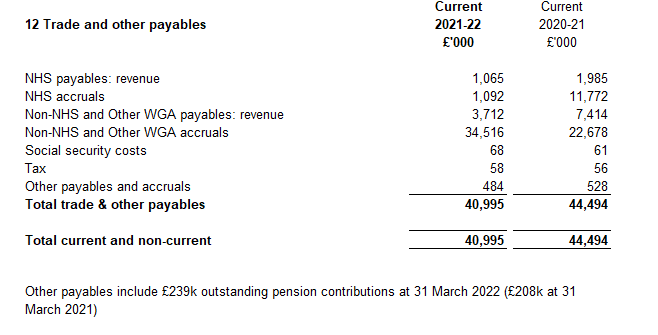 Current Current
12 Trade and other payables 2021-22 2020-21
£'000 £'000
NHS payables: revenue 1,065 1,985
NHS accruals 1,092 11,772
Non-NHS and Other WGA payables: revenue 3,712 7,414
Non-NHS and Other WGA accruals 34,516 22,678
Social security costs 68 61
Tax 58 56
Other payables and accruals 484 528
Total trade & other payables 40,995 44,494
Total current and non-current 40,995 44,494
Other payables include £239k outstanding pension contributions at 31 March 2022 (£208k at 31
March 2021)